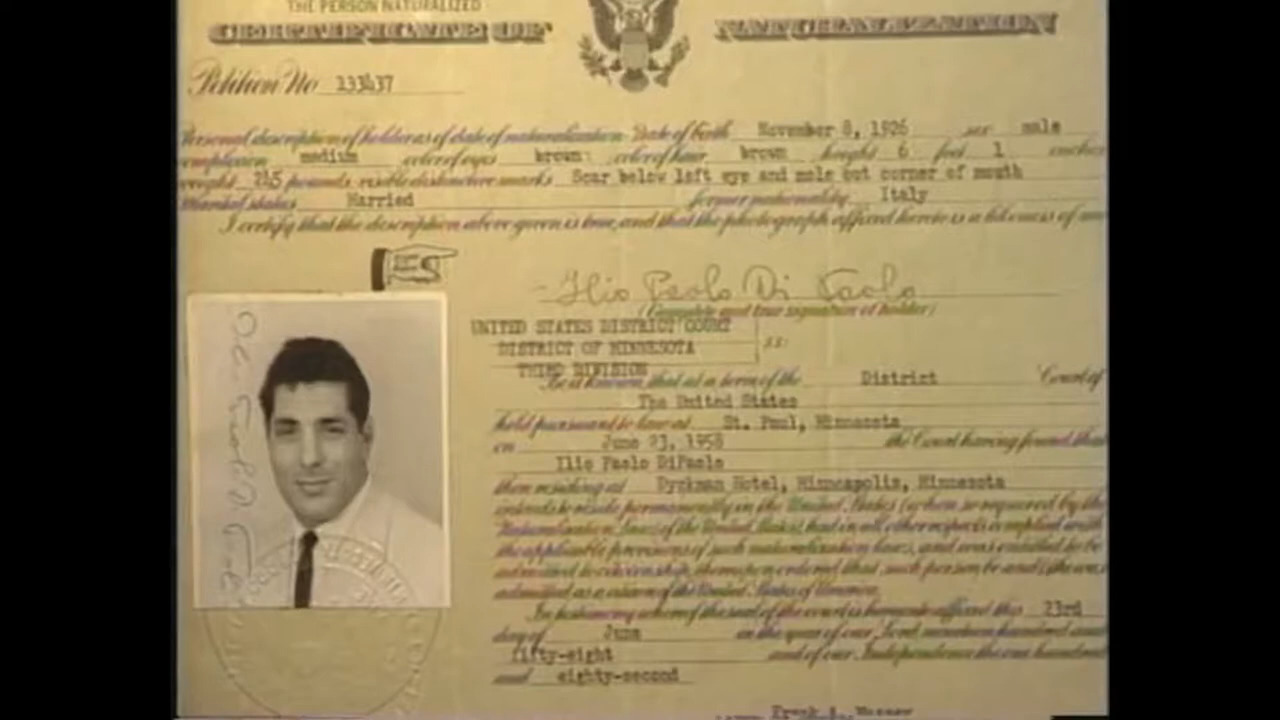 THE PERSON NATURALIZED
CERTIFICATE OF NATURALIZATION
Petition No 133437
Personal description of holder as of date of naturalization: Date of birth November 8, 1926 sex male
complexion medium color of eyes brown color of hair brown height 6 feet 1 inches
weight 245 pounds, visible distinctive marks Scar below left eye and mole out corner of mouth
Marital status Married former nationality Italy
I certify that the description above given is true, and that the photograph affixed hereto is a likeness of me
Ilio Paolo Di Paolo
(Complete and true signature of holder)
UNITED STATES DISTRICT COURT
DISTRICT OF MINNESOTA ss:
THIRD DIVISION
Be it known, that at a term of the District Court of
The United States
held pursuant to law at St. Paul, Minnesota
on June 23, 1958 the Court having found that
Ilio Paolo DiPaolo
then residing at Dyckman Hotel, Minneapolis, Minnesota
intends to reside permanently in the United States (when so required by the
Naturalization Laws of the United States), had in all other respects complied with
the applicable provisions of such naturalization laws, and was entitled to be
admitted to citizenship, thereupon ordered that such person be and (s)he was
admitted as a citizen of the United States of America.
In testimony whereof the seal of the court is hereunto affixed this 23rd
day of June in the year of our Lord nineteen hundred and
fifty-eight and of our Independence the one hundred
and eighty-second
Frank A.